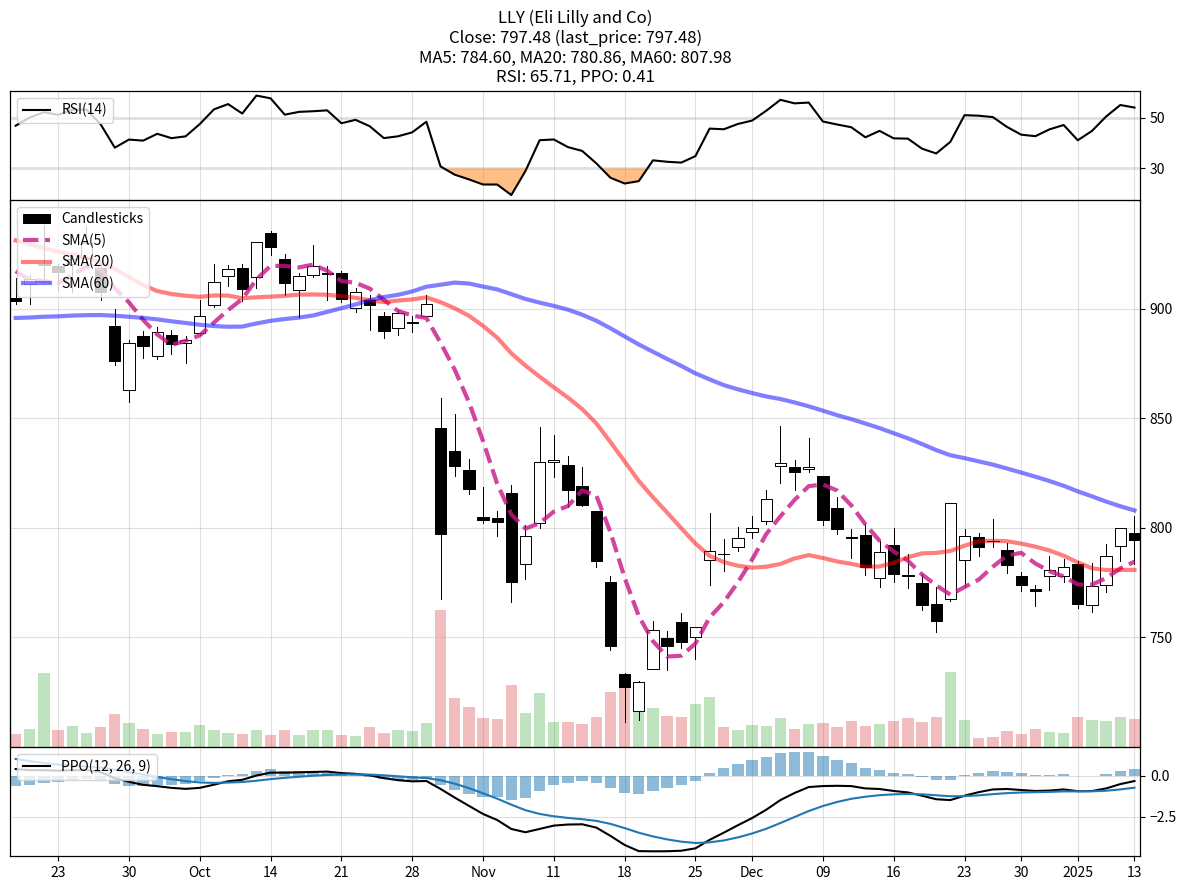 LLY (Eli Lilly and Co)
Close: 797.48 (last_price: 797.48)
MA5: 784.60, MA20: 780.86, MA60: 807.98
RSI: 65.71, PPO: 0.41
RSI(14)
50
30
Candlesticks
SMA(5)
SMA(20)
SMA(60)
900
850
800
750
PPO(12, 26, 9)
0.0
−2.5
23 30 Oct 14 21 28 Nov 11 18 25 Dec 09 16 23 30 2025 13